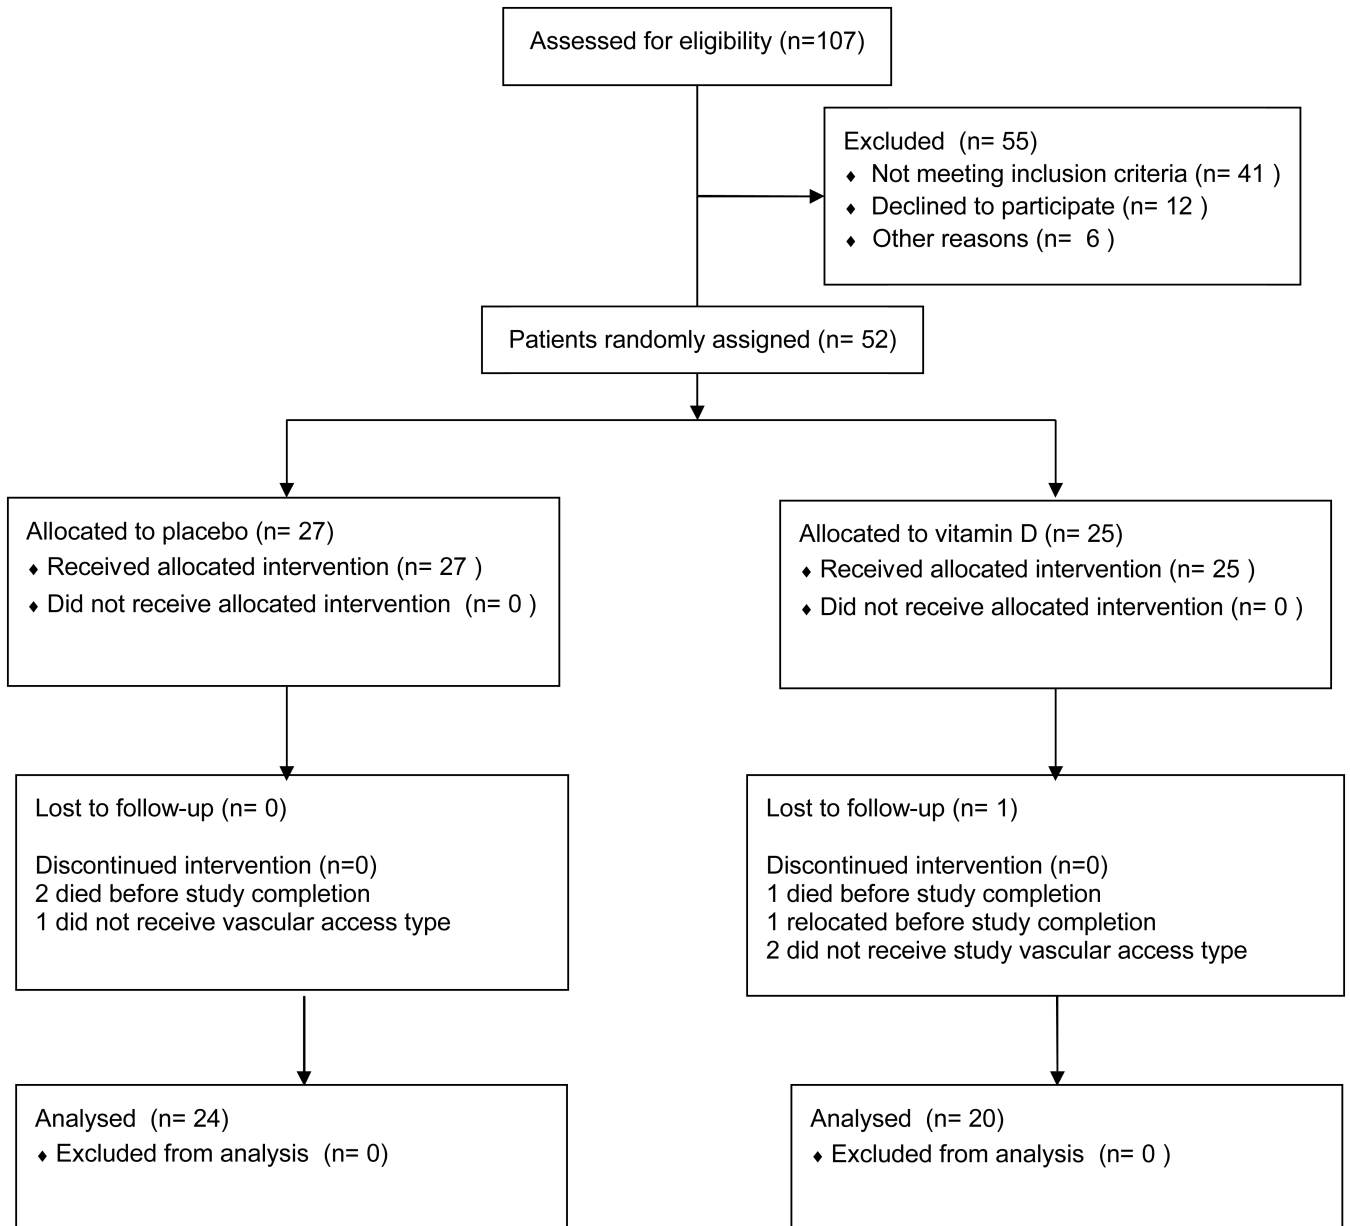 Assessed for eligibility (n=107)
Excluded  (n= 55)
♦ Not meeting inclusion criteria (n= 41 )
♦ Declined to participate (n= 12 )
♦ Other reasons (n=  6 )
Patients randomly assigned (n= 52)
Allocated to placebo (n= 27)
♦ Received allocated intervention (n= 27 )
♦ Did not receive allocated intervention  (n= 0 )
Allocated to vitamin D (n= 25)
♦ Received allocated intervention (n= 25 )
♦ Did not receive allocated intervention (n= 0 )
Lost to follow-up (n= 0)
Discontinued intervention (n=0)
2 died before study completion
1 did not receive vascular access type
Lost to follow-up (n= 1)
Discontinued intervention (n=0)
1 died before study completion
1 relocated before study completion
2 did not receive study vascular access type
Analysed  (n= 24)
♦ Excluded from analysis  (n= 0)
Analysed  (n= 20)
♦ Excluded from analysis  (n= 0 )